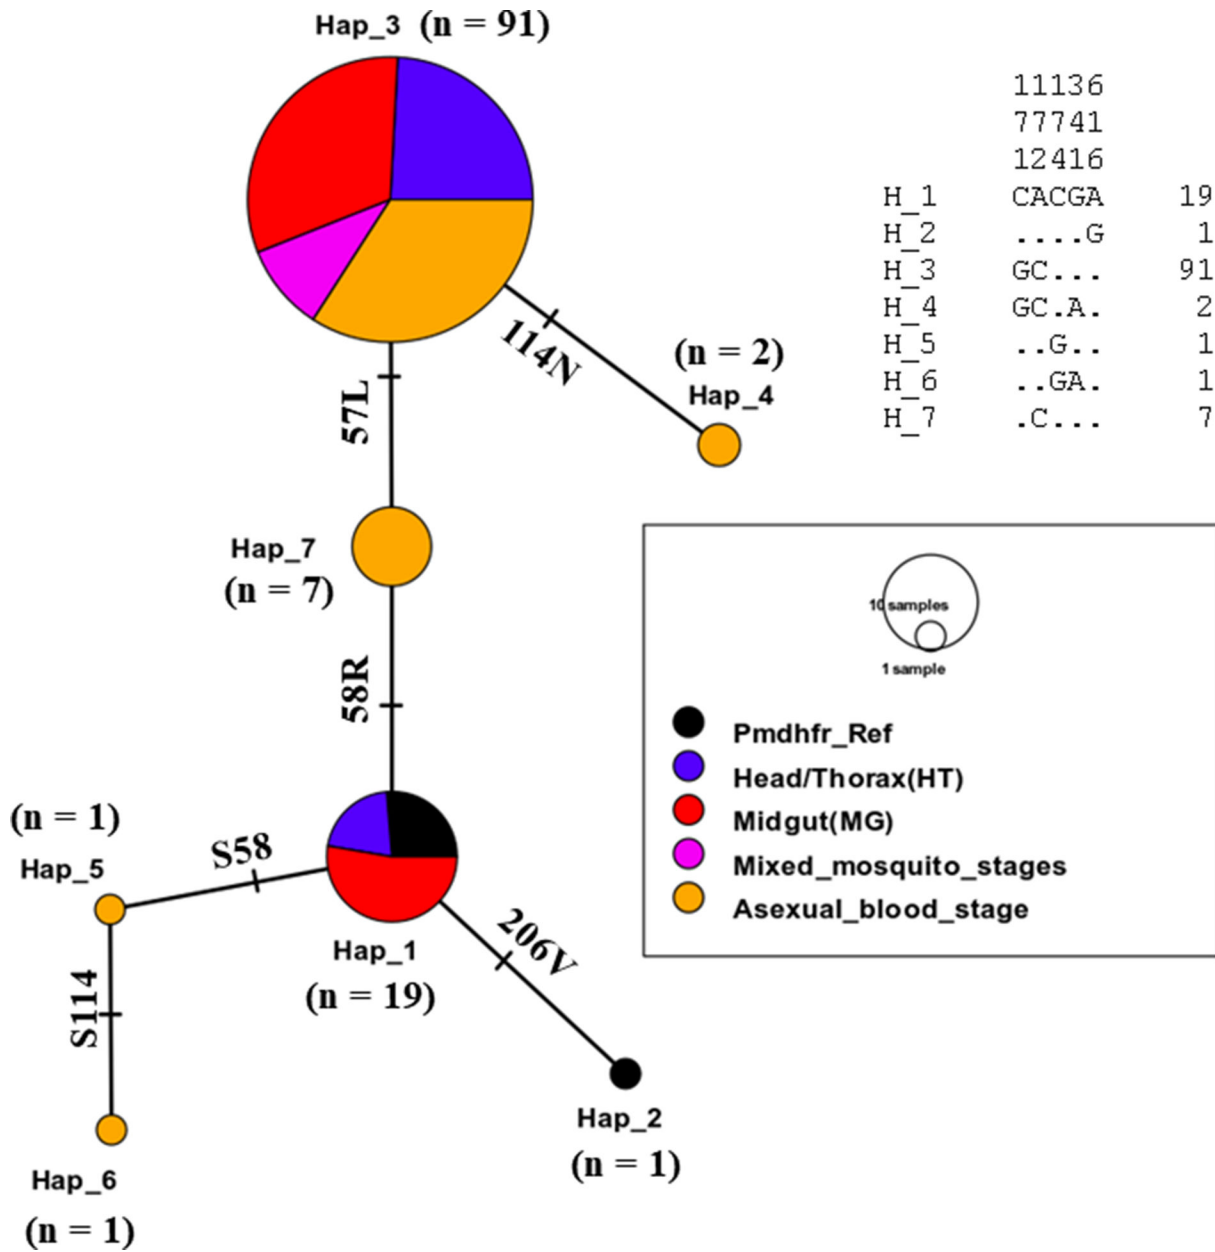 Hap_3 (n = 91)
11136
77741
12416
H_1 CACGA 19
H_2 ....G 1
H_3 GC... 91
H_4 GC.A. 2
H_5 ..G.. 1
H_6 ..GA. 1
H_7 .C... 7
114N
(n = 2)
Hap_4
57L
Hap_7
(n = 7)
58R
10 samples
1 sample
Pmdhfr_Ref
Head/Thorax(HT)
Midgut(MG)
Mixed_mosquito_stages
Asexual_blood_stage
(n = 1)
Hap_5
S58
Hap_1
(n = 19)
206V
S114
Hap_2
(n = 1)
Hap_6
(n = 1)